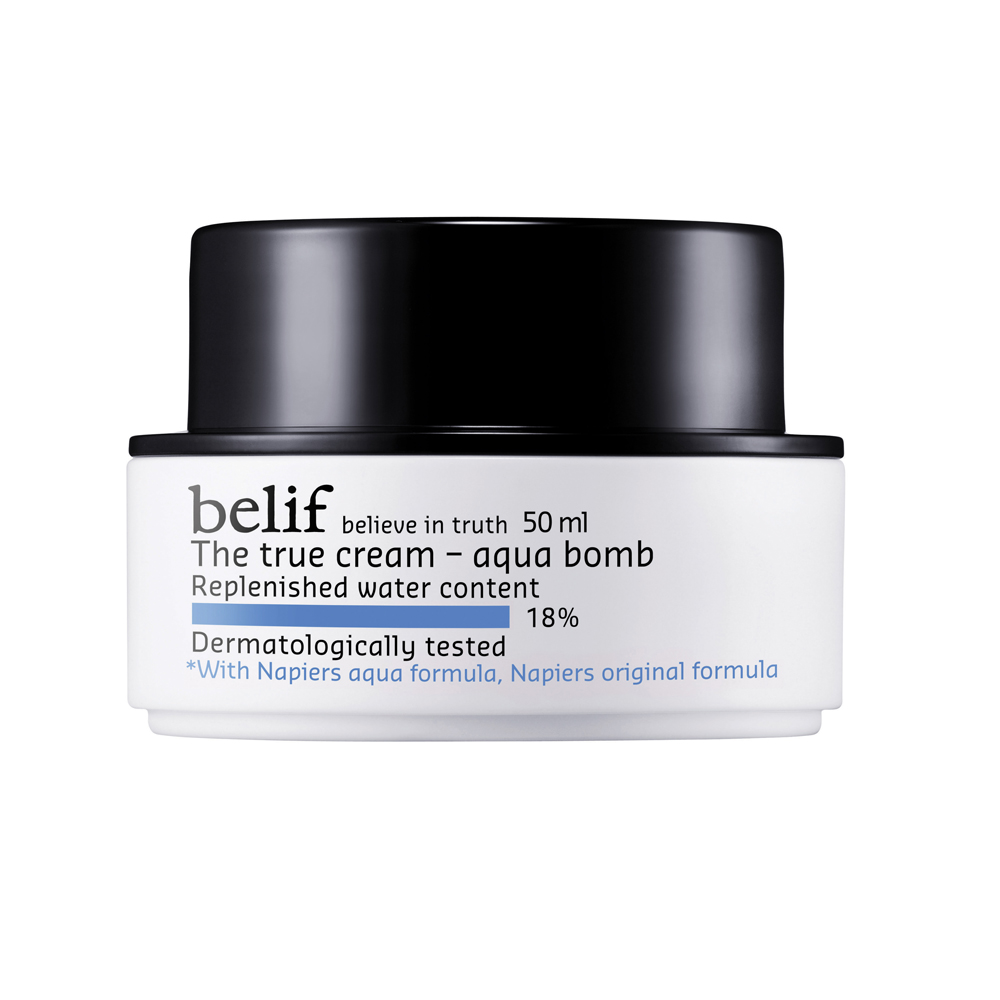 belif believe in truth 50 ml
The true cream – aqua bomb
Replenished water content
18%
Dermatologically tested
*With Napiers aqua formula, Napiers original formula